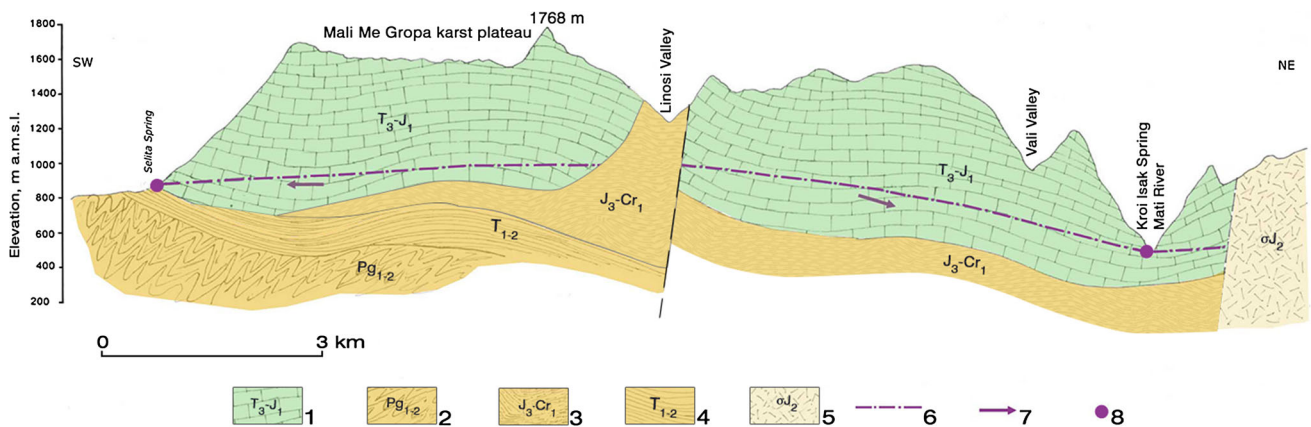 Elevation, m a.m.s.l.
1800
1600
1400
1200
1000
800
600
400
200
SW
NE
Mali Me Gropa karst plateau
1768 m
Selita Spring
Linosi Valley
Vali Valley
Kroi Isak Spring
Mati River
T3-J1
T3-J1
J3-Cr1
J3-Cr1
T1-2
Pg1-2
σJ2
0 3 km
T3-J1 1
Pg1-2 2
J3-Cr1 3
T1-2 4
σJ2 5
6
7
8